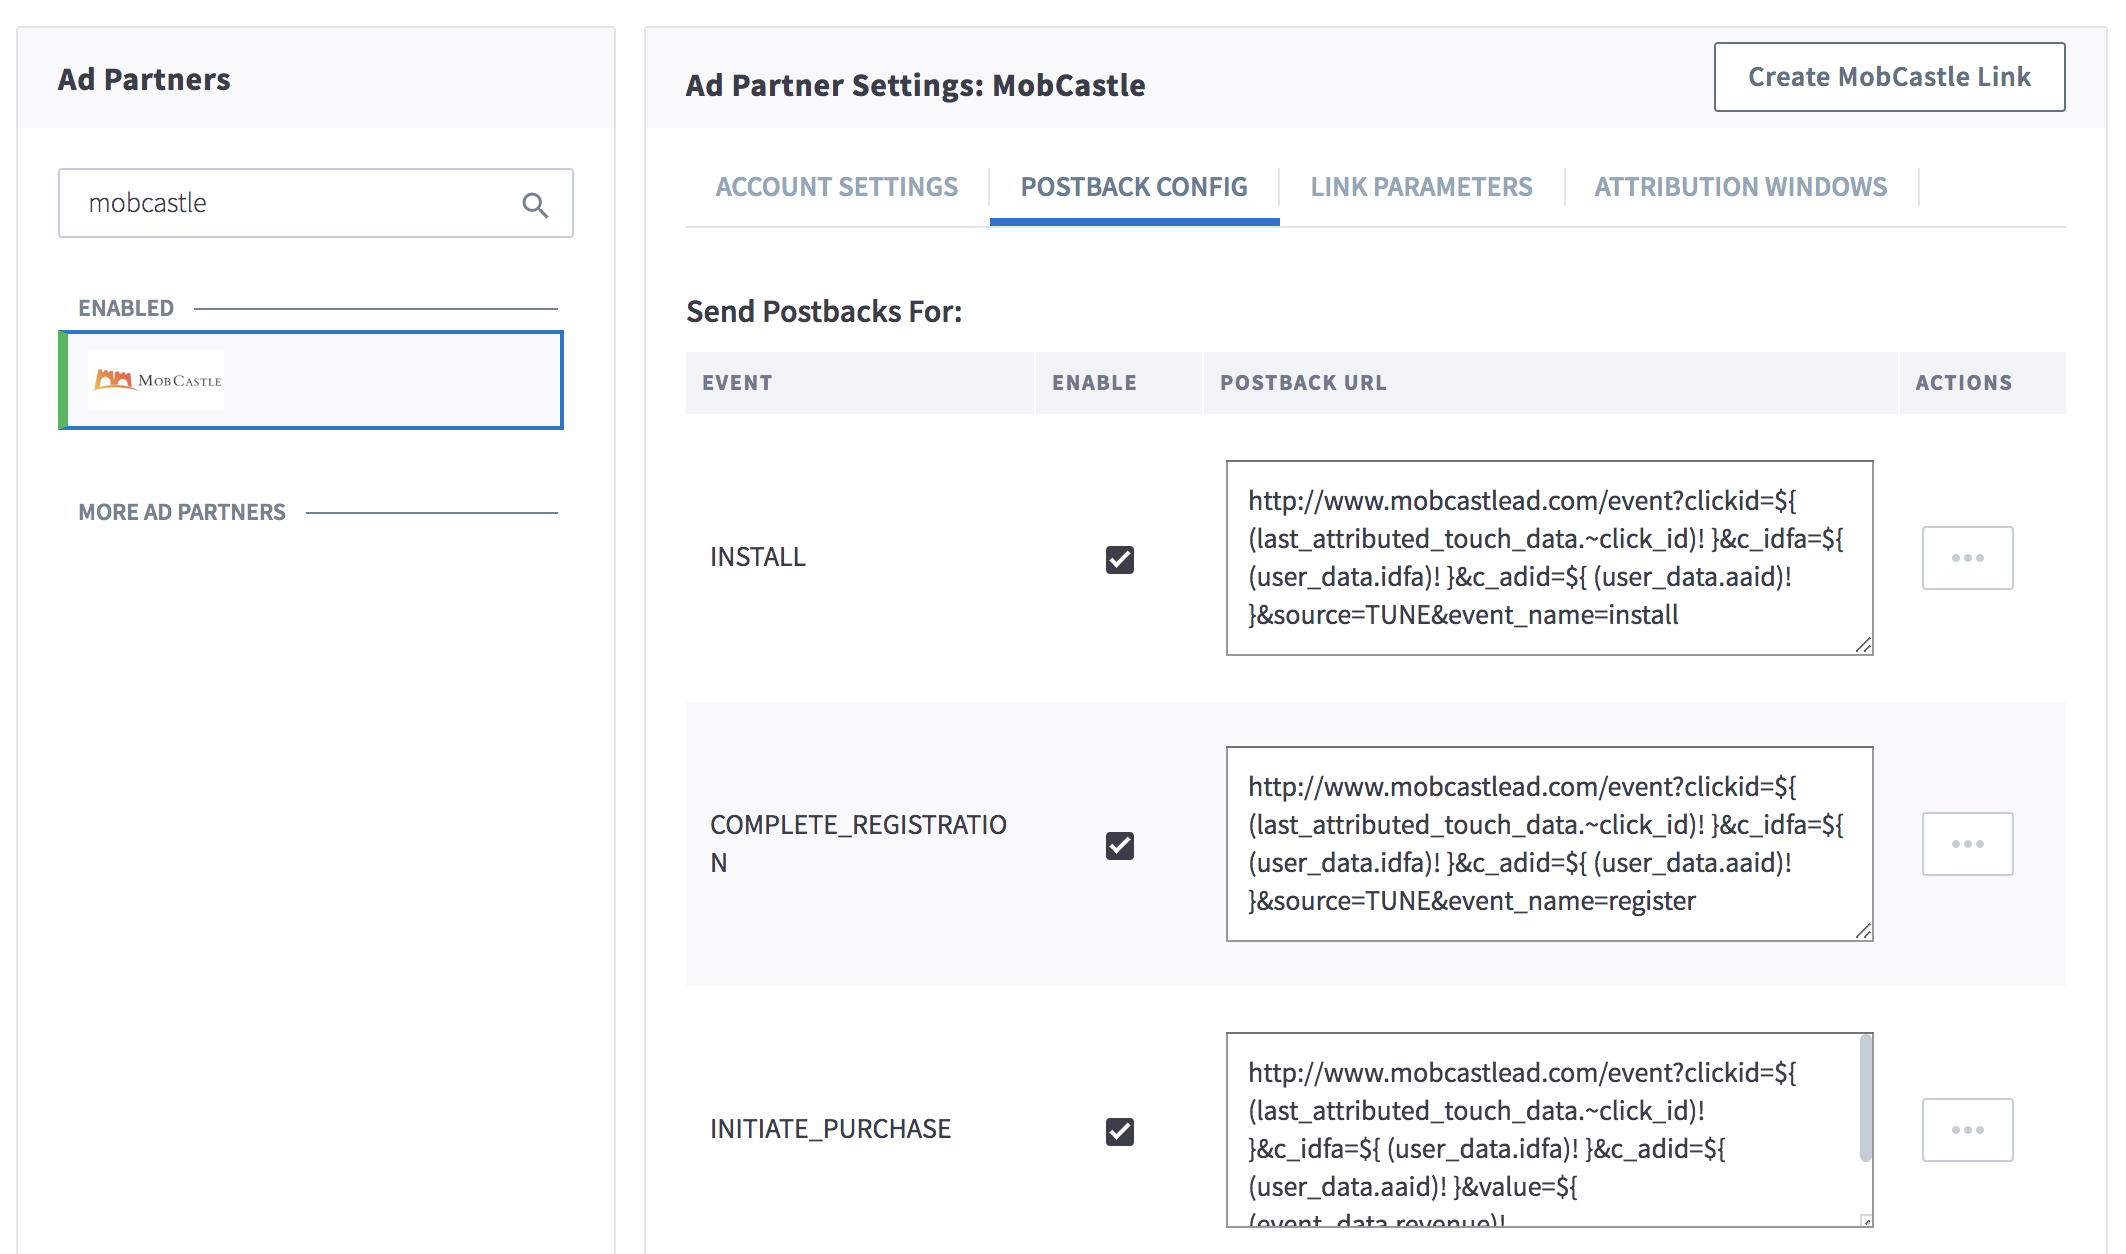 Ad Partners
mobcastle
ENABLED
MOBCASTLE
MORE AD PARTNERS
Ad Partner Settings: MobCastle
Create MobCastle Link
ACCOUNT SETTINGS
POSTBACK CONFIG
LINK PARAMETERS
ATTRIBUTION WINDOWS
Send Postbacks For:
EVENT
ENABLE
POSTBACK URL
ACTIONS
INSTALL
http://www.mobcastlead.com/event?clickid=${
(last_attributed_touch_data.~click_id)! }&c_idfa=${
(user_data.idfa)! }&c_adid=${ (user_data.aaid)!
}&source=TUNE&event_name=install
COMPLETE_REGISTRATIO
N
http://www.mobcastlead.com/event?clickid=${
(last_attributed_touch_data.~click_id)! }&c_idfa=${
(user_data.idfa)! }&c_adid=${ (user_data.aaid)!
}&source=TUNE&event_name=register
INITIATE_PURCHASE
http://www.mobcastlead.com/event?clickid=${
(last_attributed_touch_data.~click_id)!
}&c_idfa=${ (user_data.idfa)! }&c_adid=${
(user_data.aaid)! }&value=${
(event_data.revenue)!